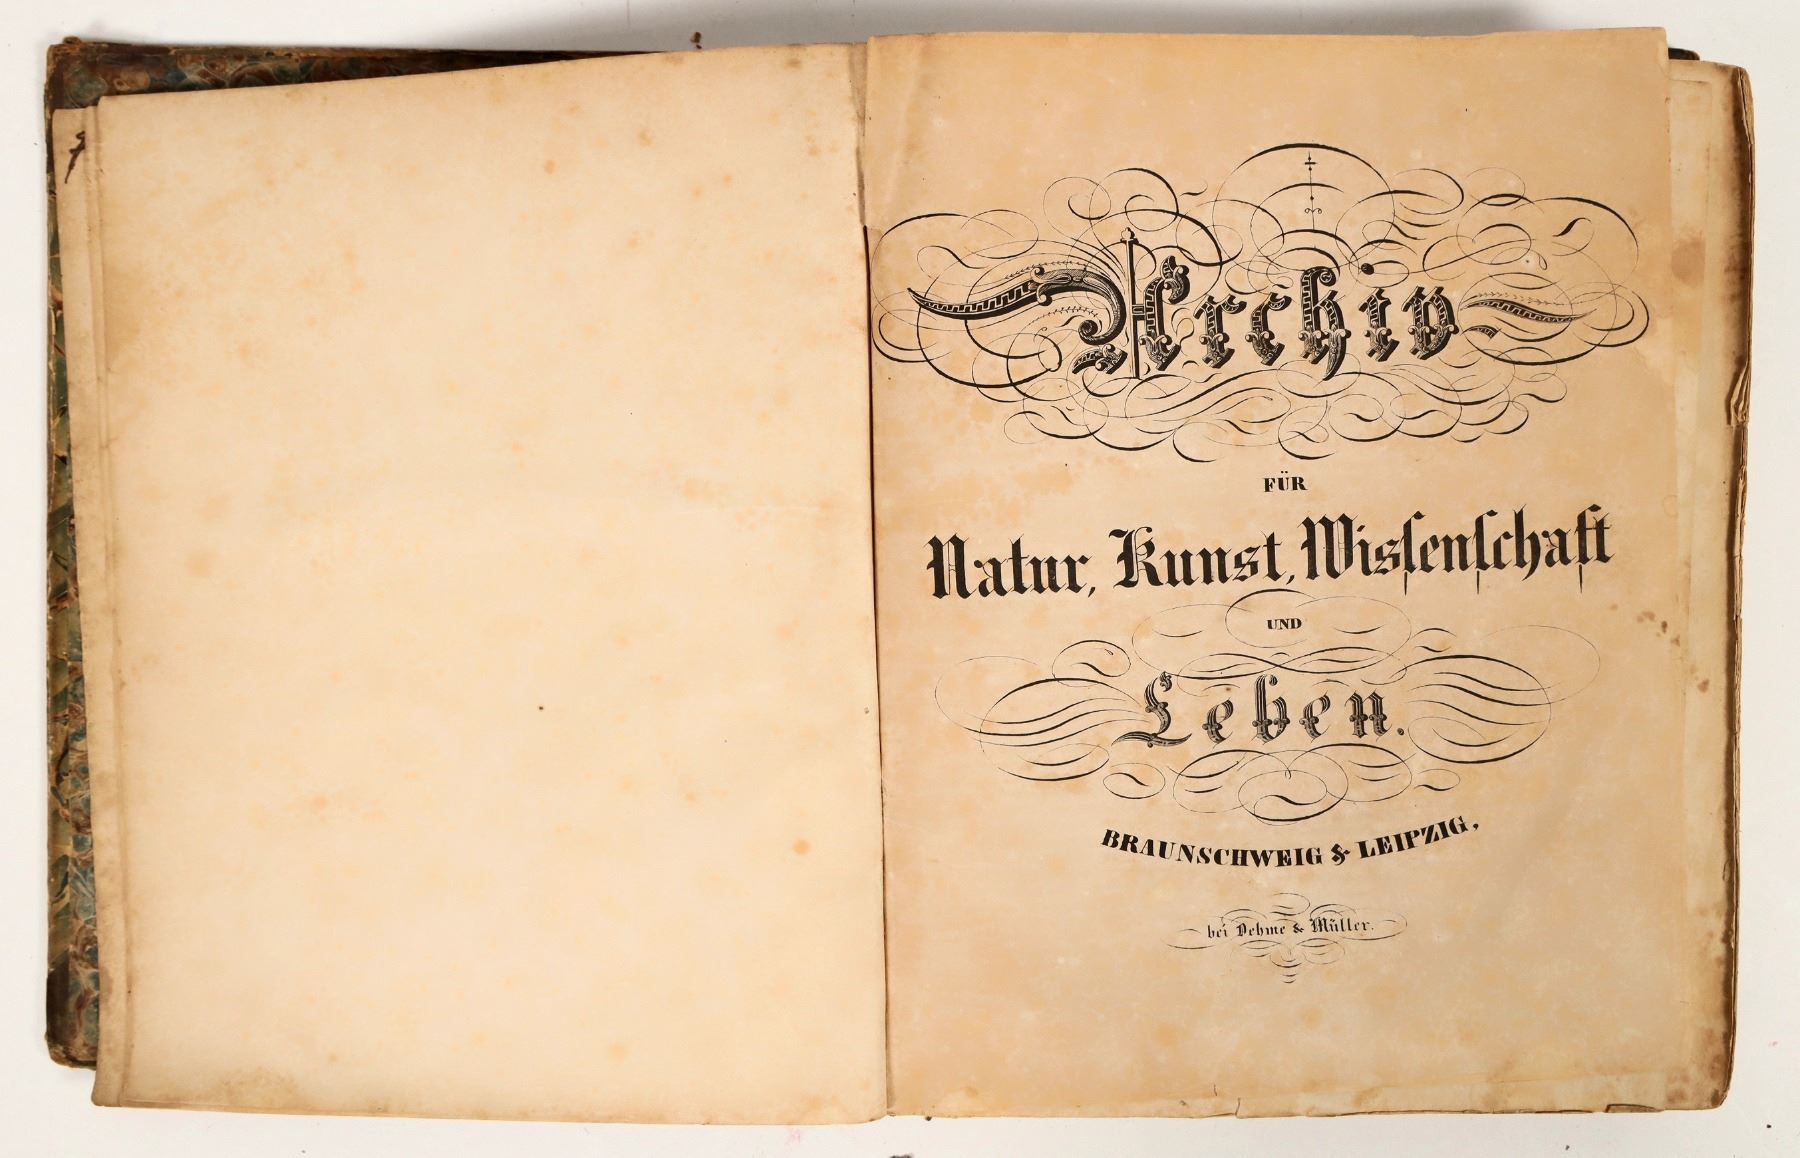 Archiv
FÜR
Natur, Kunst, Wisſenſchaft
UND
Leben.
BRAUNSCHWEIG & LEIPZIG,
bei Oehme & Müller.